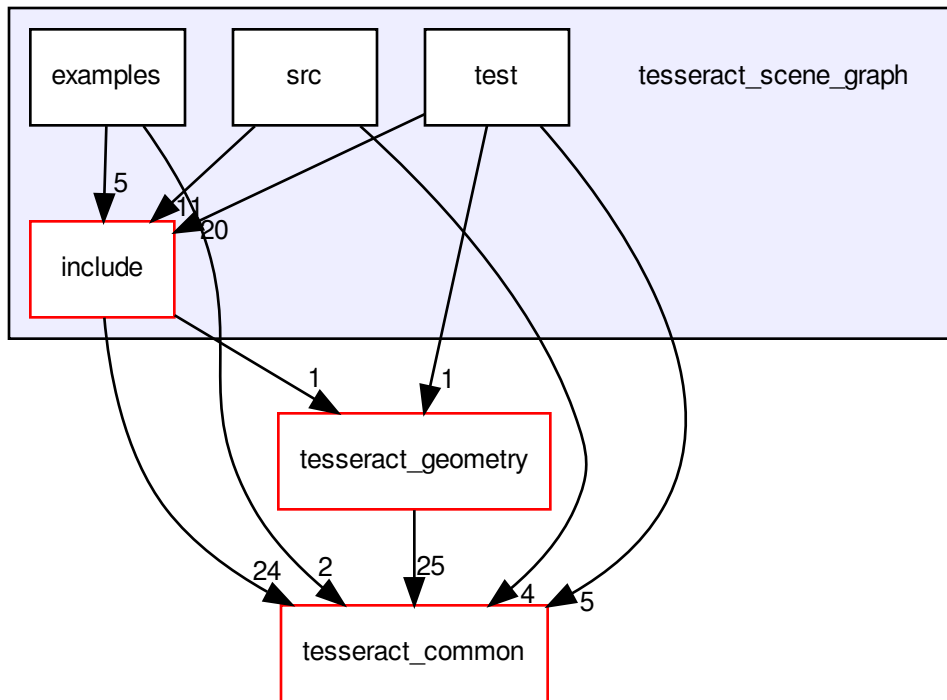 examples
src
test
tesseract_scene_graph
5
11
20
include
1
1
tesseract_geometry
24
2
25
4
5
tesseract_common